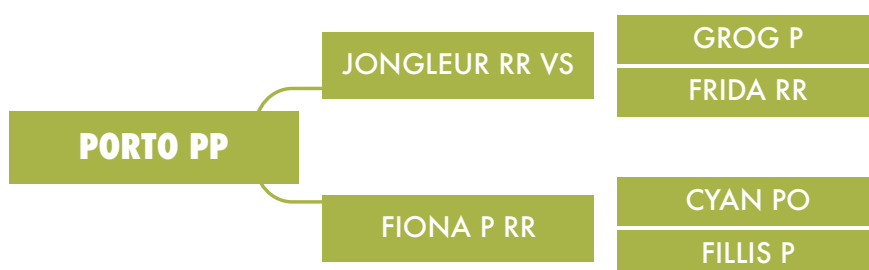 PORTO PP
JONGLEUR RR VS
GROG P
FRIDA RR
FIONA P RR
CYAN PO
FILLIS P